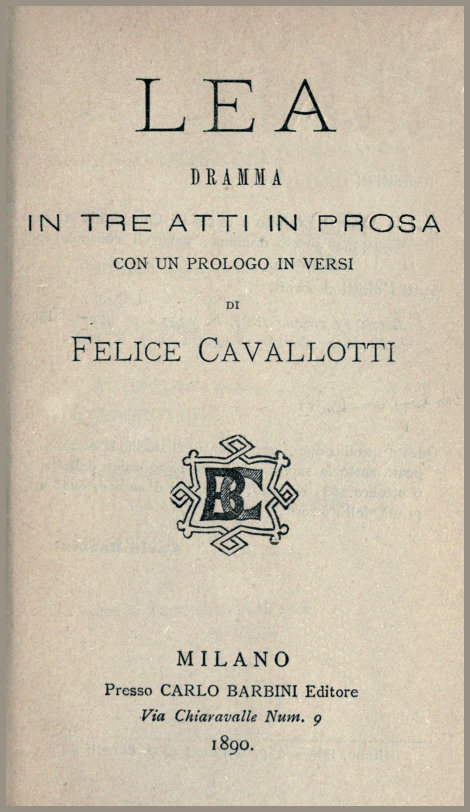 LEA
DRAMMA
IN TRE ATTI IN PROSA
CON UN PROLOGO IN VERSI
DI
FELICE CAVALLOTTI
MILANO
Presso CARLO BARBINI Editore
Via Chiaravalle Num. 9
1890.